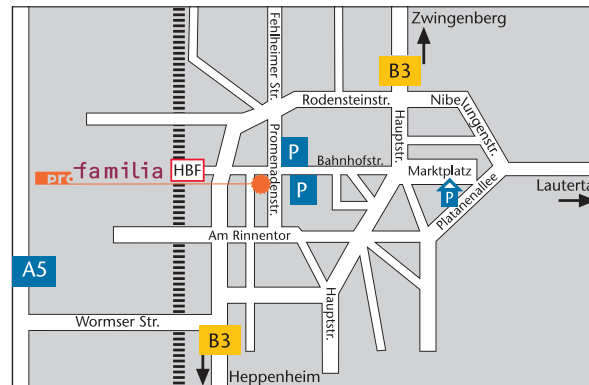 Zwingenberg
Fehlheimer Str.
B3
Rodensteinstr.
Nibelungenstr.
Promenadenstr.
Hauptstr.
P
Bahnhofstr.
pro familia
HBF
Marktplatz
P
P
Platanenallee
Lauterta
Am Rinnentor
A5
Hauptstr.
Wormser Str.
B3
Heppenheim